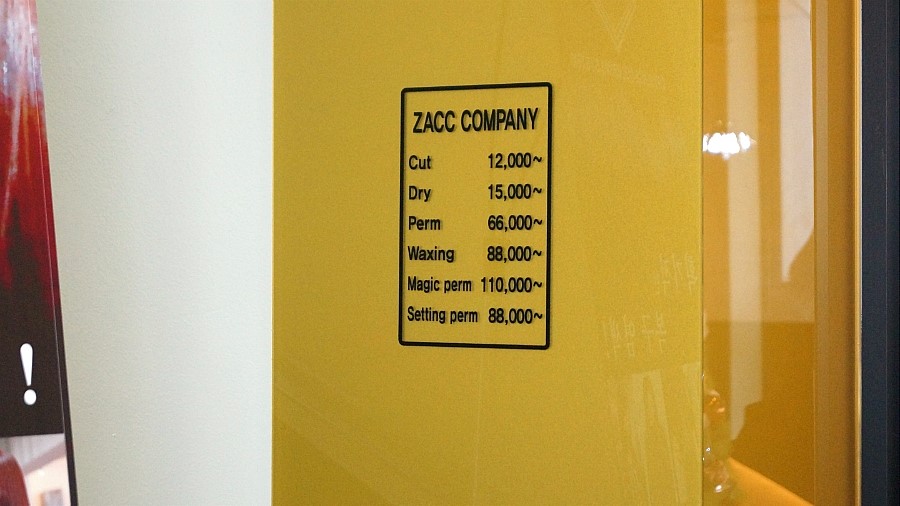 ZACC COMPANY
Cut 12,000~
Dry 15,000~
Perm 66,000~
Waxing 88,000~
Magic perm 110,000~
Setting perm 88,000~
!